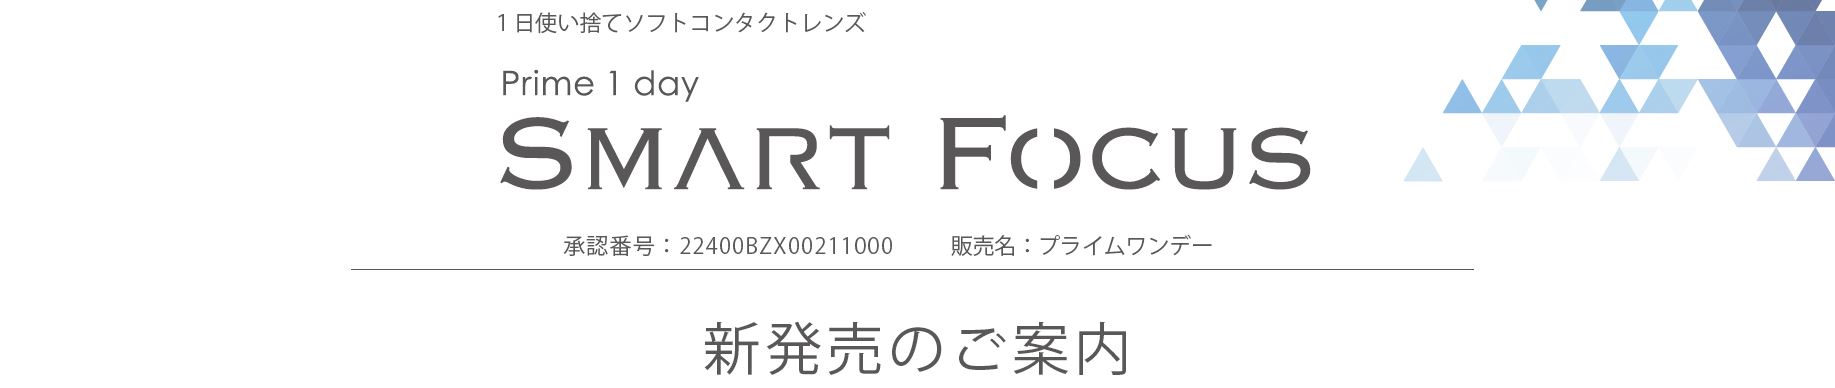 1日使い捨てソフトコンタクトレンズ
Prime 1 day
SMART FOCUS
承認番号：22400BZX00211000 販売名：プライムワンデー
新発売のご案内